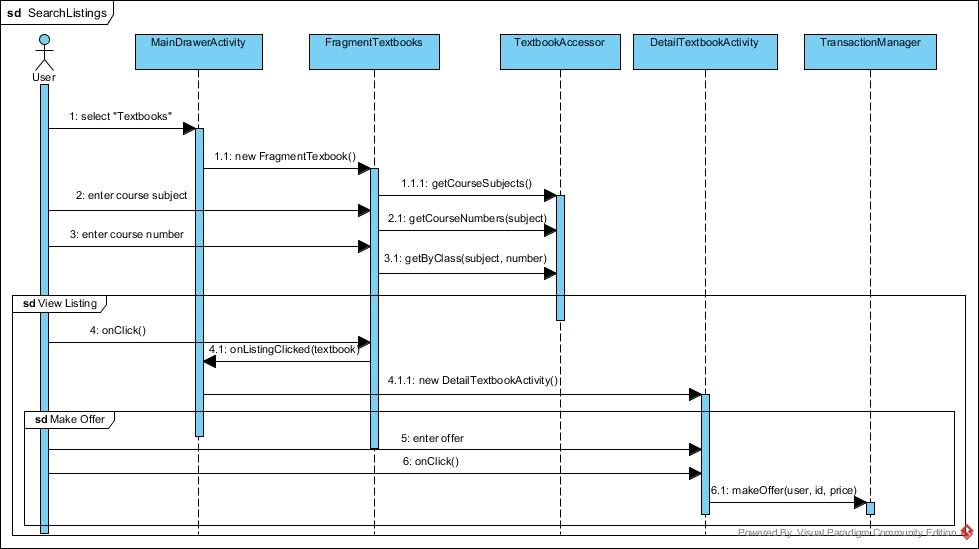 sd SearchListings
MainDrawerActivity
FragmentTextbooks
TextbookAccessor
DetailTextbookActivity
TransactionManager
User
1: select "Textbooks"
1.1: new FragmentTexbook()
1.1.1: getCourseSubjects()
2: enter course subject
2.1: getCourseNumbers(subject)
3: enter course number
3.1: getByClass(subject, number)
sd View Listing
4: onClick()
4.1: onListingClicked(textbook)
4.1.1: new DetailTextbookActivity()
sd Make Offer
5: enter offer
6: onClick()
6.1: makeOffer(user, id, price)
Powered By Visual Paradigm Community Edition